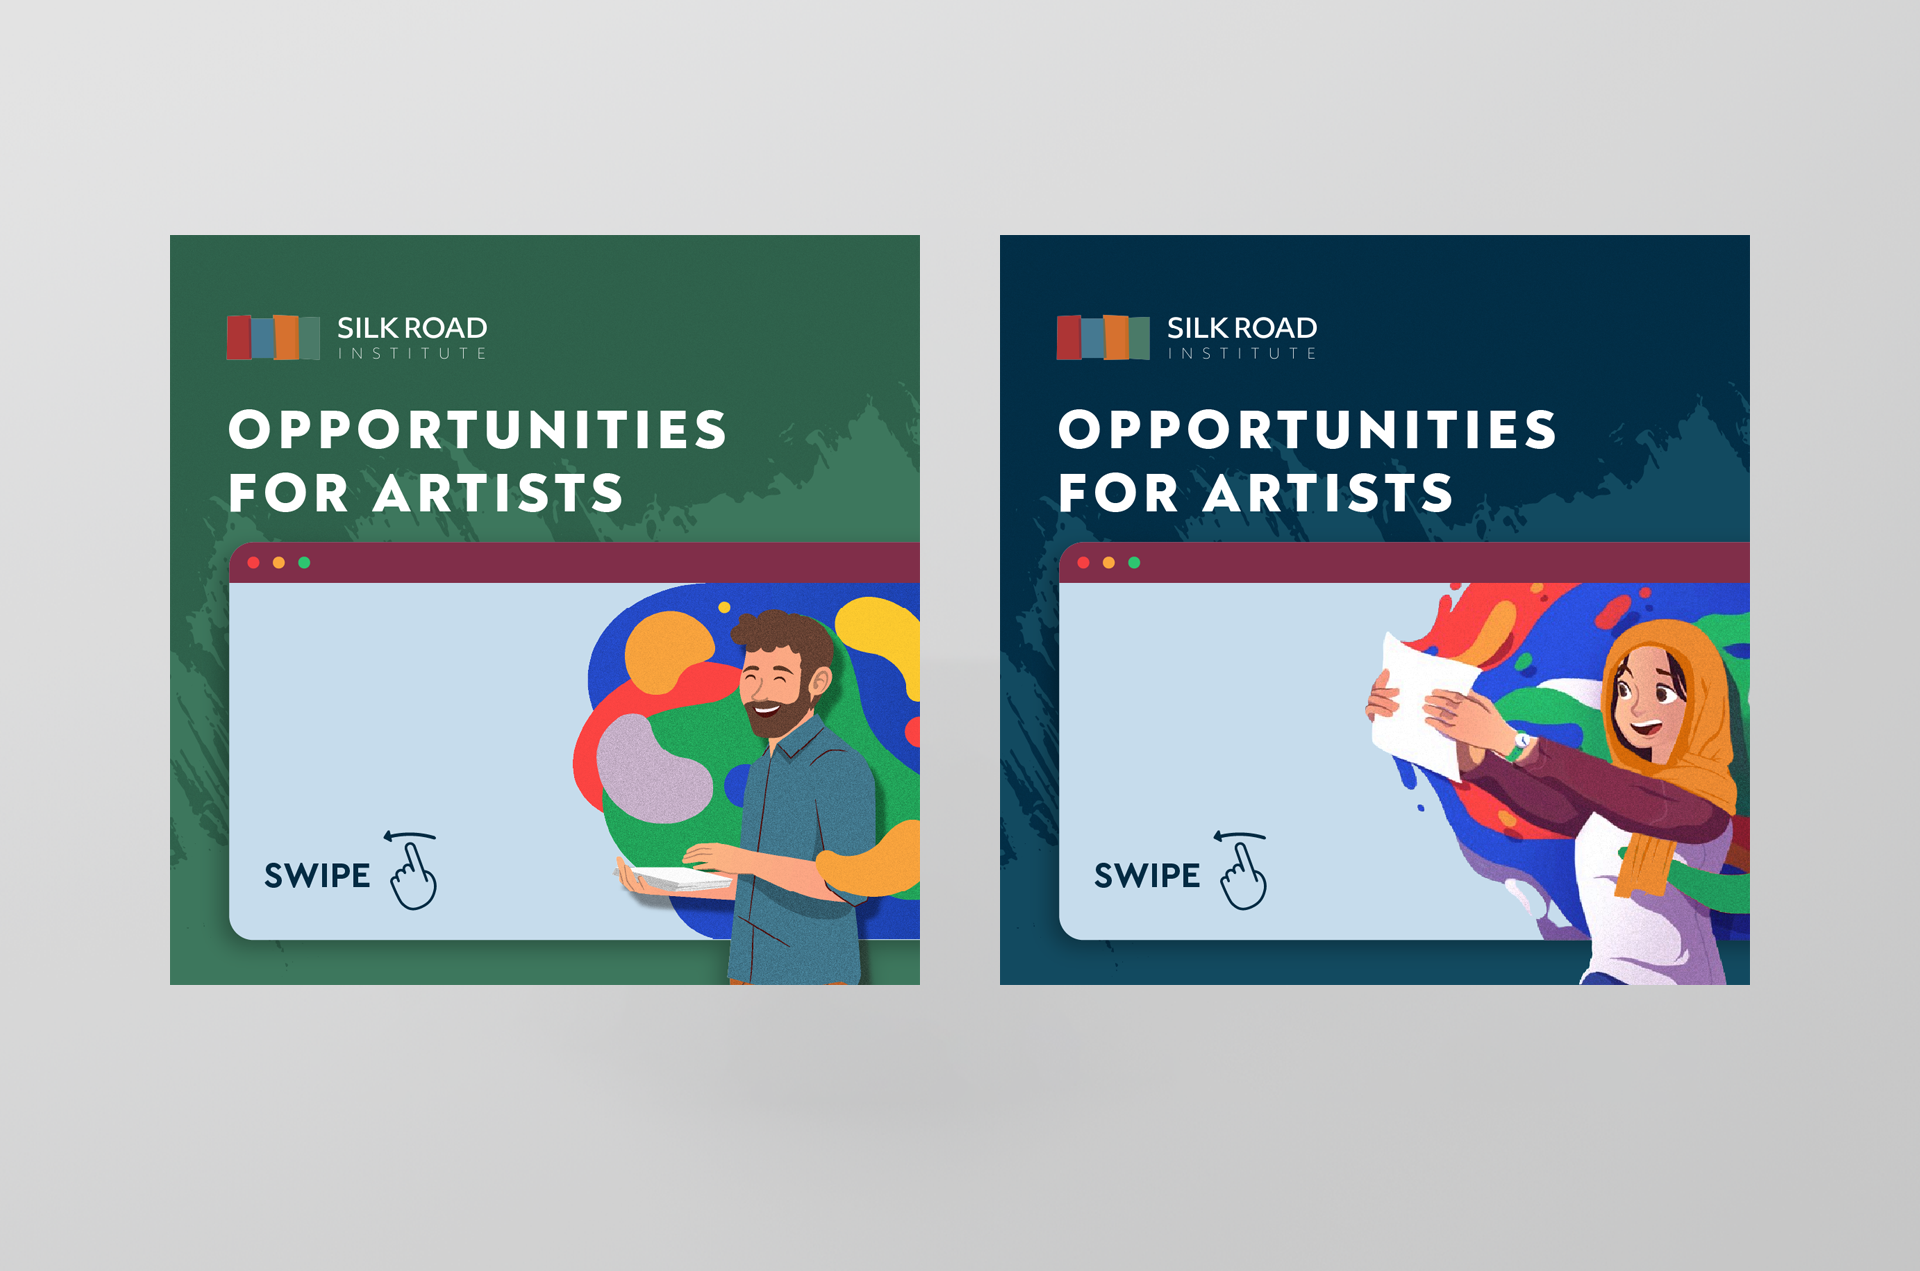 SILK ROAD
INSTITUTE
OPPORTUNITIES
FOR ARTISTS
SWIPE
SILK ROAD
INSTITUTE
OPPORTUNITIES
FOR ARTISTS
SWIPE